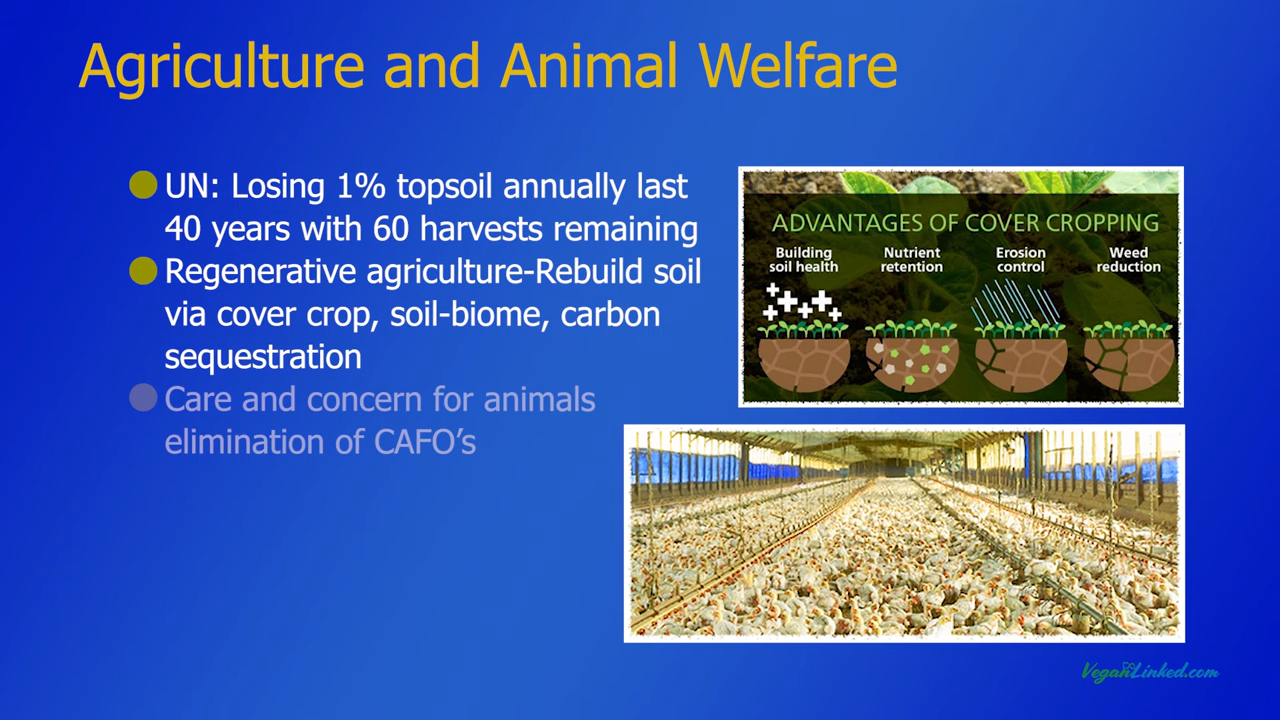 Agriculture and Animal Welfare
UN: Losing 1% topsoil annually last
40 years with 60 harvests remaining
Regenerative agriculture-Rebuild soil
via cover crop, soil-biome, carbon
sequestration
Care and concern for animals
elimination of CAFO’s
ADVANTAGES OF COVER CROPPING
Building
soil health
Nutrient
retention
Erosion
control
Weed
reduction
VeganLinked.com